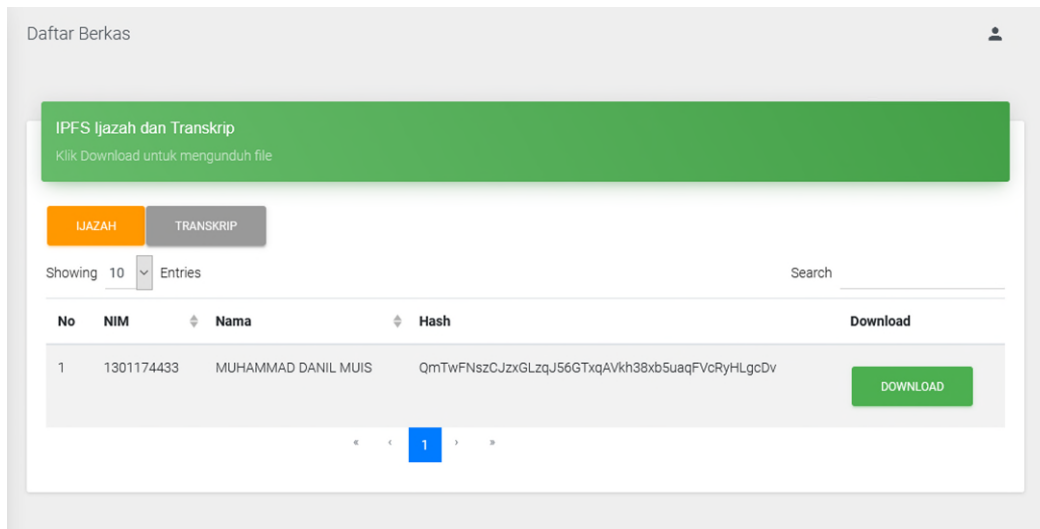 Daftar Berkas
IPFS Ijazah dan Transkrip
Klik Download untuk mengunduh file
IJAZAH TRANSKRIP
Showing 10 Entries Search
No NIM Nama Hash Download
1 1301174433 MUHAMMAD DANIL MUIS QmTwFNszCJzxGLzqJ56GTxqAVkh38xb5uaqFVcRyHLgcDv DOWNLOAD
« ‹ 1 › »